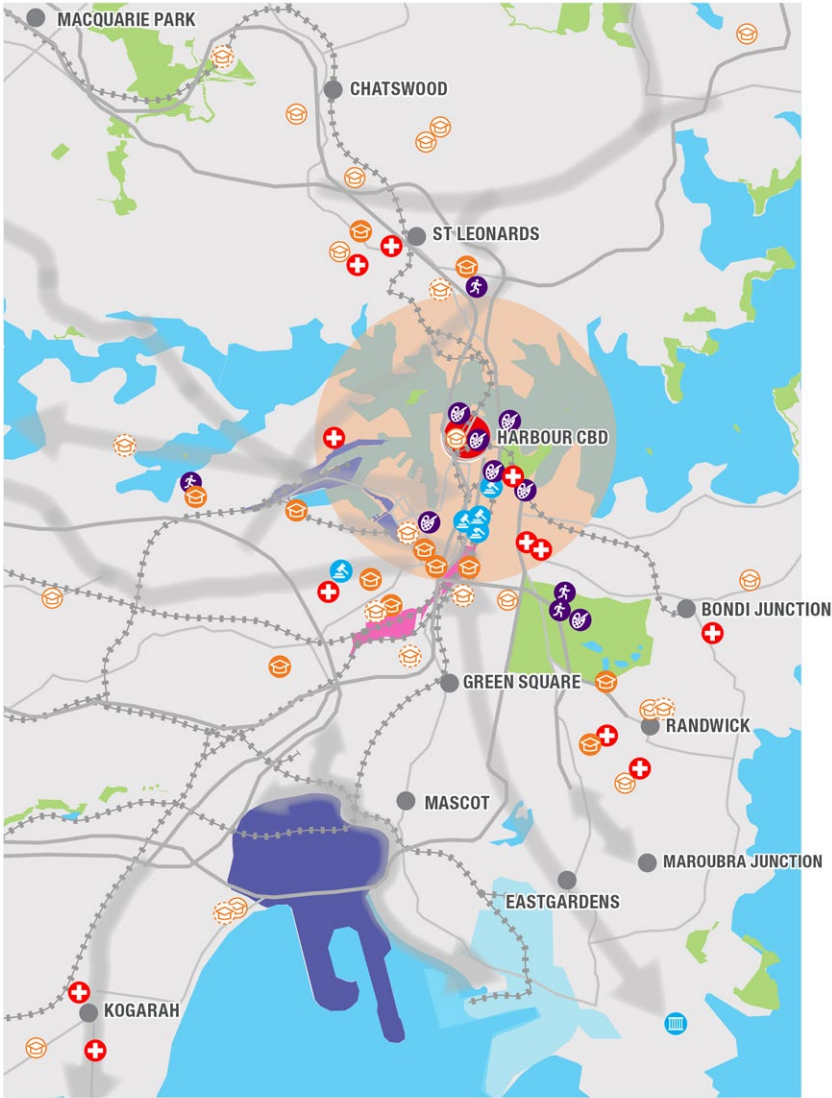 MACQUARIE PARK
CHATSWOOD
ST LEONARDS
HARBOUR CBD
BONDI JUNCTION
GREEN SQUARE
RANDWICK
MASCOT
MAROUBRA JUNCTION
EASTGARDENS
KOGARAH